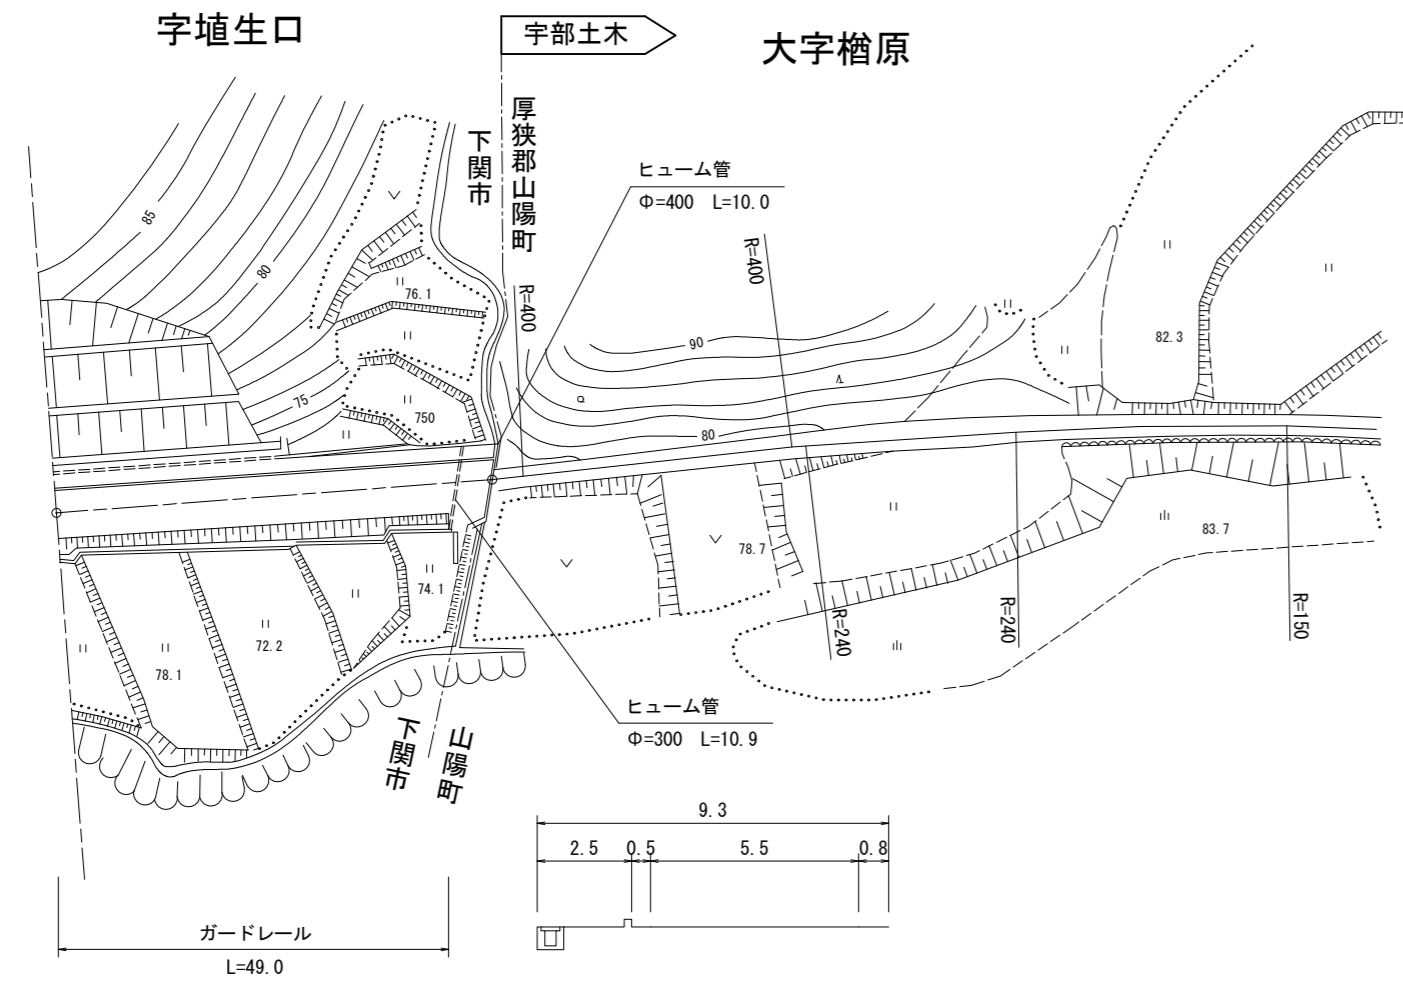 字埴生口
宇部土木
大字楢原
下関市
厚狭郡山陽町
ヒューム管
Φ=400 L=10.0
R=400
R=400
85
80
75
76.1
750
90
80
82.3
83.7
78.7
74.1
72.2
78.1
R=240
R=240
R=150
ヒューム管
Φ=300 L=10.9
下関市
山陽町
9.3
2.5 0.5 5.5 0.8
ガードレール
L=49.0